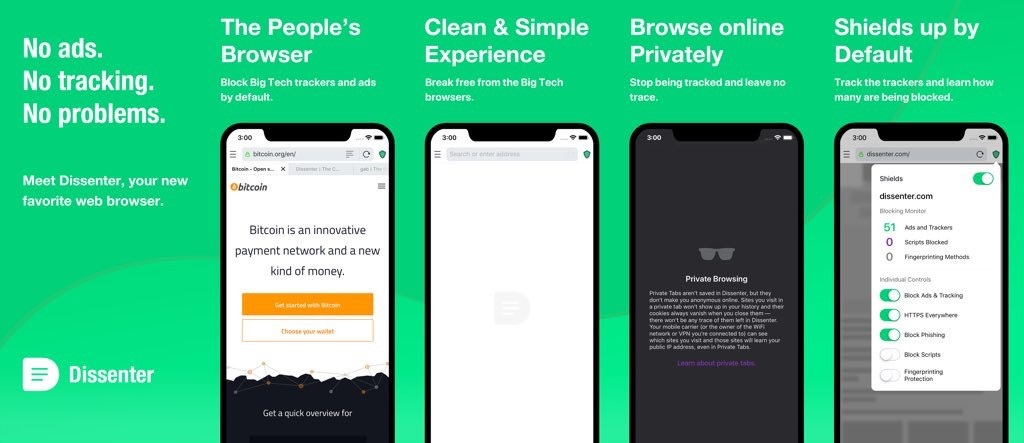 No ads.
No tracking.
No problems.
Meet Dissenter, your new
favorite web browser.
Dissenter
The People's
Browser
Block Big Tech trackers and ads
by default.
3:00
bitcoin.org/en/
Bitcoin - Open s...
Dissenter | The C...
gab | The
bitcoin
Bitcoin is an innovative
payment network and a new
kind of money.
Get started with Bitcoin
Choose your wallet
Get a quick overview for
Clean & Simple
Experience
Break free from the Big Tech
browsers.
3:00
Search or enter address
Browse online
Privately
Stop being tracked and leave no
trace.
3:00
Private Browsing
Private Tabs aren't saved in Dissenter, but they
don't make you anonymous online. Sites you visit in
a private tab won't show up in your history and their
cookies always vanish when you close them —
there won't be any trace of them left in Dissenter.
Your mobile carrier (or the owner of the WiFi
network or VPN you're connected to) can see
which sites you visit and those sites will learn your
public IP address, even in Private Tabs.
Learn about private tabs.
Shields up by
Default
Track the trackers and learn how
many are being blocked.
3:00
dissenter.com/
Shields
dissenter.com
Blocking Monitor
51 Ads and Trackers
0 Scripts Blocked
0 Fingerprinting Methods
Individual Controls
Block Ads & Tracking
HTTPS Everywhere
Block Phishing
Block Scripts
Fingerprinting
Protection